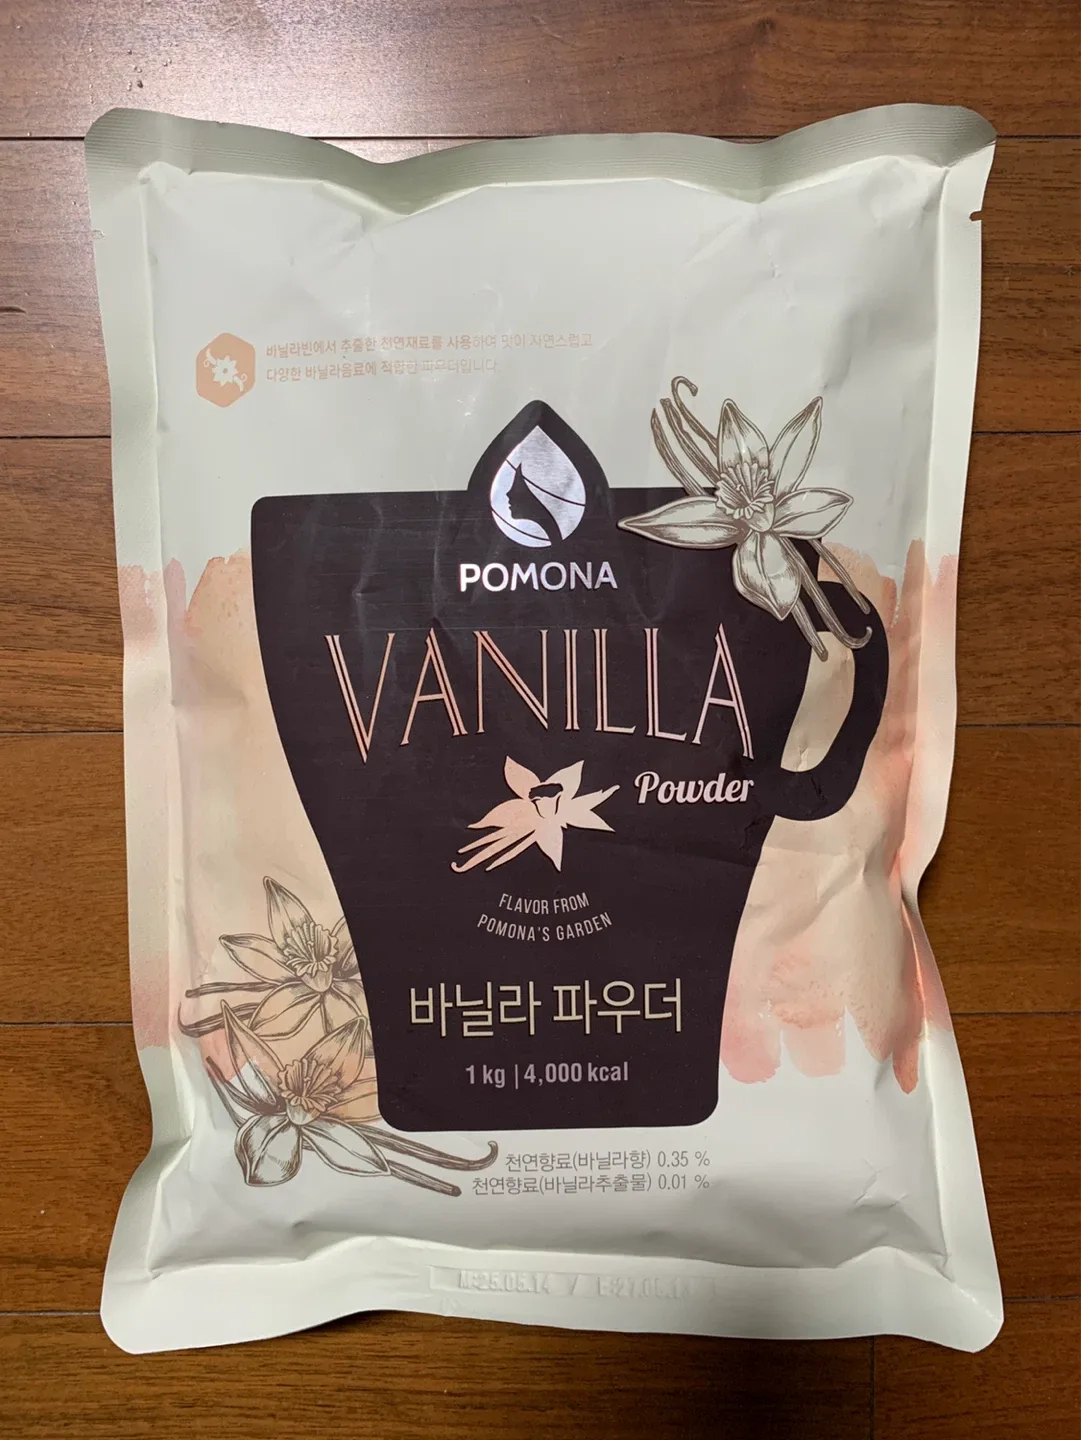 바닐라빈에서 추출한 천연재료를 사용하여 맛이 자연스럽고
다양한 바닐라음료에 적합한 파우더입니다.
POMONA
VANILLA
Powder
FLAVOR FROM
POMONA'S GARDEN
바닐라 파우더
1 kg | 4,000 kcal
천연향료(바닐라향) 0.35 %
천연향료(바닐라추출물) 0.01 %
M:25.05.14 /